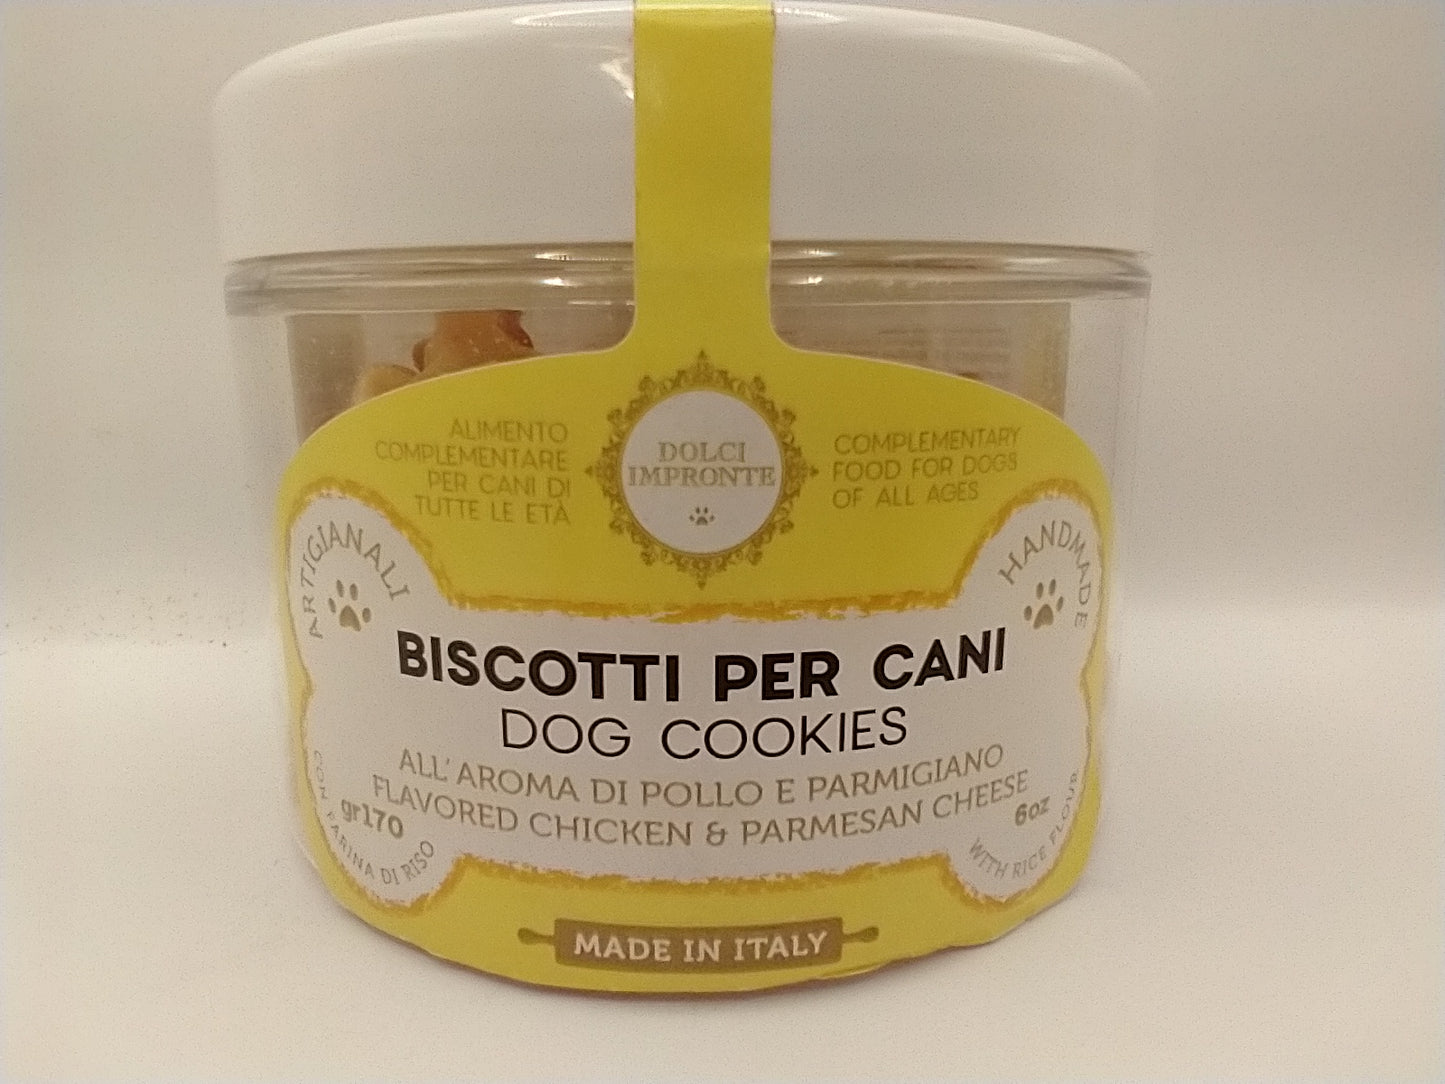 ALIMENTO
COMPLEMENTARE
PER CANI DI
TUTTE LE ETÀ
DOLCI
IMPRONTE
COMPLEMENTARY
FOOD FOR DOGS
OF ALL AGES
ARTIGIANALI
HANDMADE
BISCOTTI PER CANI
DOG COOKIES
ALL'AROMA DI POLLO E PARMIGIANO
FLAVORED CHICKEN & PARMESAN CHEESE
gr170
6oz
CON FARINA DI RISO
WITH RICE FLOUR
MADE IN ITALY